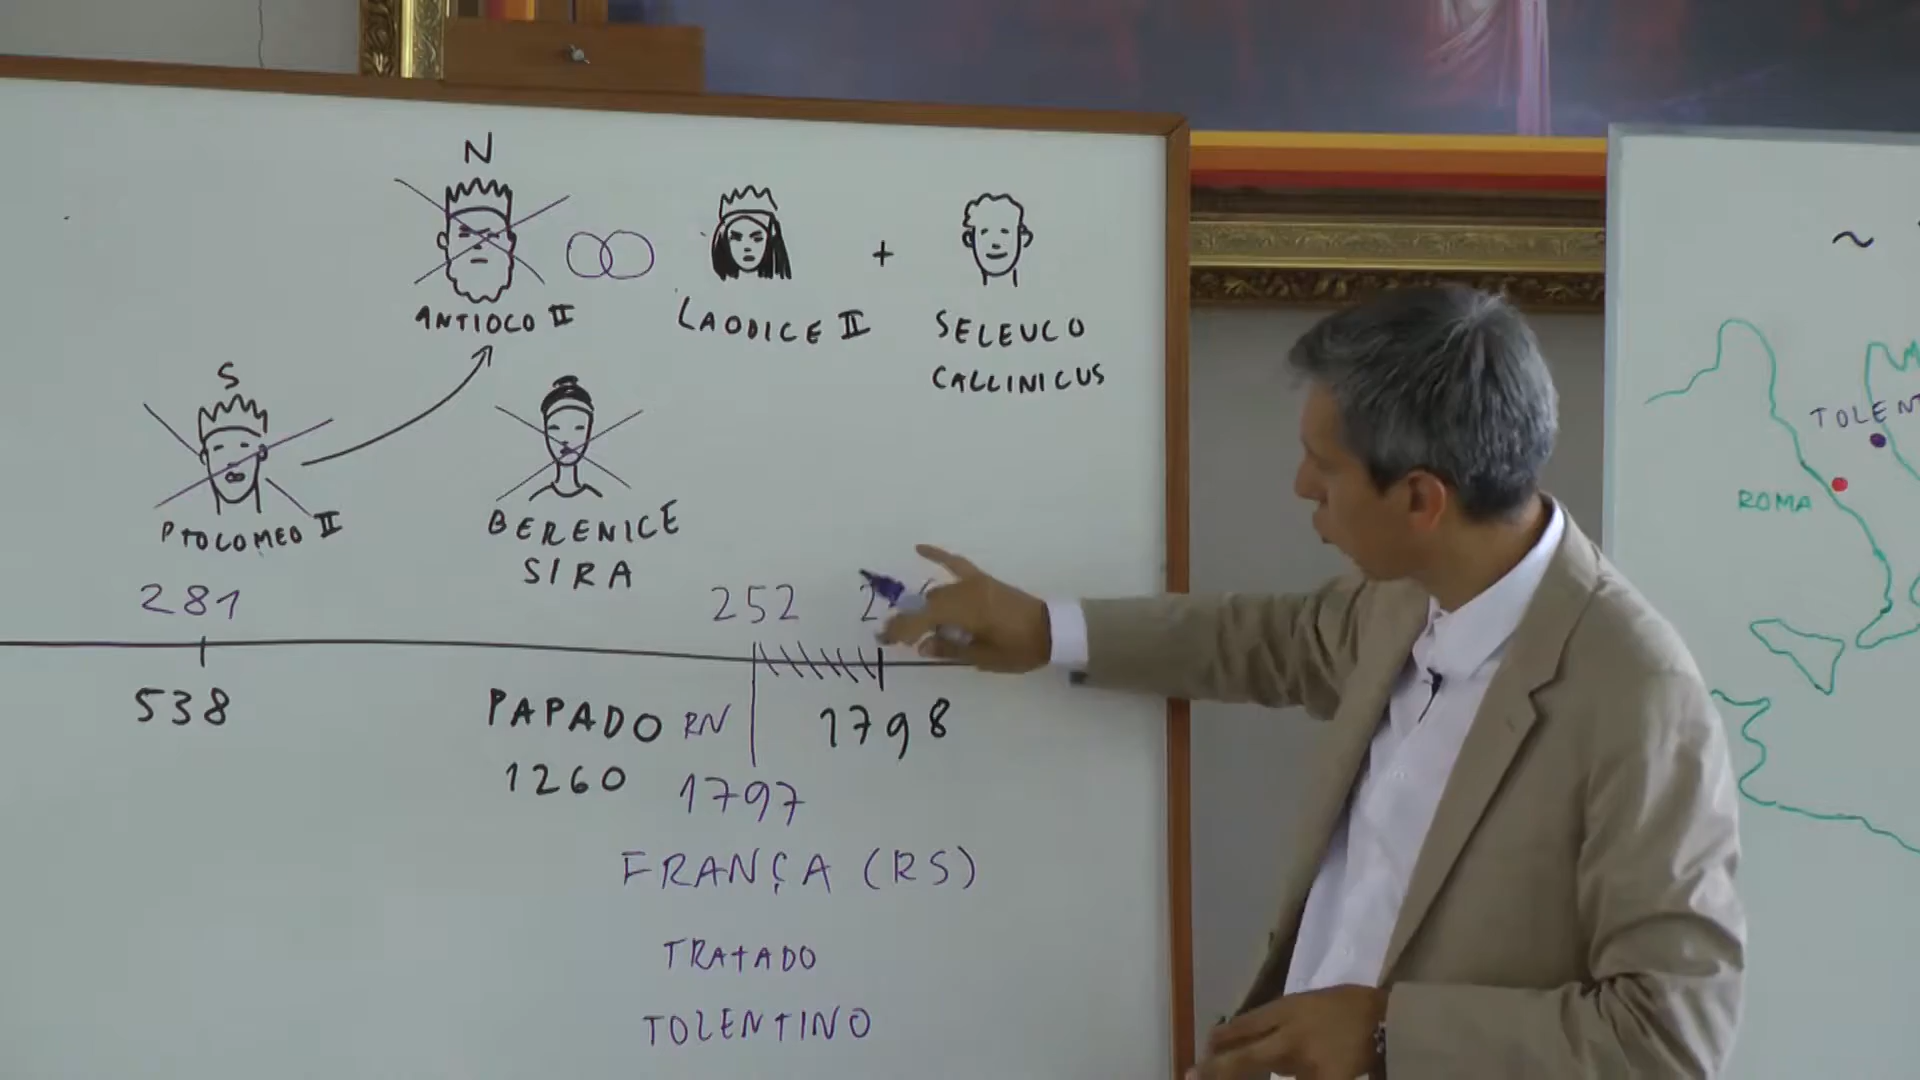 N
ANTIOCO II
LAODICE II
+
SELEUCO
CALLINICUS
S
PTOLOMEO II
BERENICE
SIRA
281
252
538
PAPADO RN
1798
1260
1797
FRANÇA (RS)
TRATADO
TOLENTINO
~
ROMA